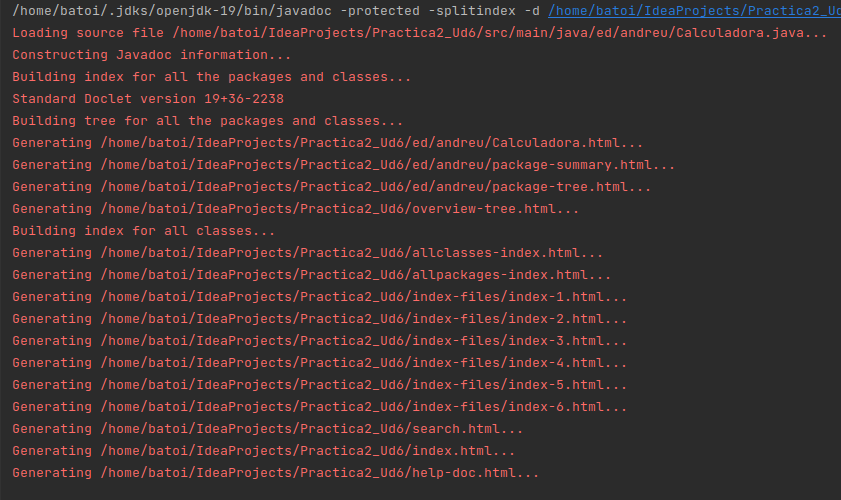 /home/batoi/.jdks/openjdk-19/bin/javadoc -protected -splitindex -d /home/batoi/IdeaProjects/Practica2_Ud
Loading source file /home/batoi/IdeaProjects/Practica2_Ud6/src/main/java/ed/andreu/Calculadora.java...
Constructing Javadoc information...
Building index for all the packages and classes...
Standard Doclet version 19+36-2238
Building tree for all the packages and classes...
Generating /home/batoi/IdeaProjects/Practica2_Ud6/ed/andreu/Calculadora.html...
Generating /home/batoi/IdeaProjects/Practica2_Ud6/ed/andreu/package-summary.html...
Generating /home/batoi/IdeaProjects/Practica2_Ud6/ed/andreu/package-tree.html...
Generating /home/batoi/IdeaProjects/Practica2_Ud6/overview-tree.html...
Building index for all classes...
Generating /home/batoi/IdeaProjects/Practica2_Ud6/allclasses-index.html...
Generating /home/batoi/IdeaProjects/Practica2_Ud6/allpackages-index.html...
Generating /home/batoi/IdeaProjects/Practica2_Ud6/index-files/index-1.html...
Generating /home/batoi/IdeaProjects/Practica2_Ud6/index-files/index-2.html...
Generating /home/batoi/IdeaProjects/Practica2_Ud6/index-files/index-3.html...
Generating /home/batoi/IdeaProjects/Practica2_Ud6/index-files/index-4.html...
Generating /home/batoi/IdeaProjects/Practica2_Ud6/index-files/index-5.html...
Generating /home/batoi/IdeaProjects/Practica2_Ud6/index-files/index-6.html...
Generating /home/batoi/IdeaProjects/Practica2_Ud6/search.html...
Generating /home/batoi/IdeaProjects/Practica2_Ud6/index.html...
Generating /home/batoi/IdeaProjects/Practica2_Ud6/help-doc.html...